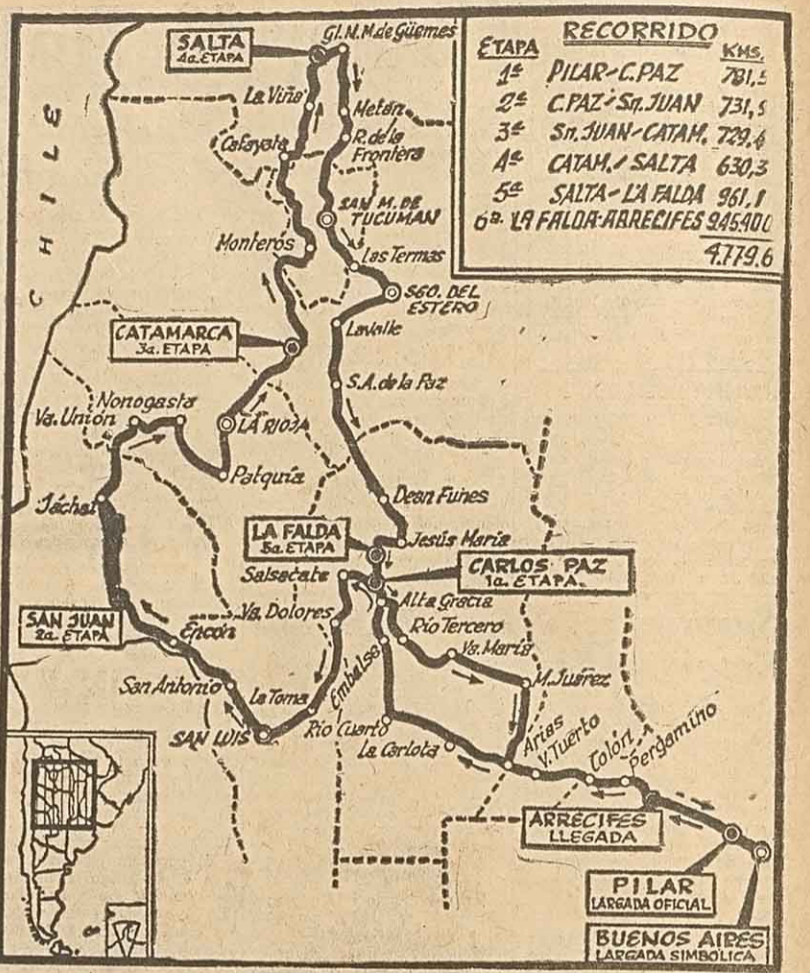 RECORRIDO
ETAPA KMS.
1ª PILAR-C.PAZ 781,5
2ª C.PAZ-Sn.JUAN 731,9
3ª Sn.JUAN-CATAM. 729,6
4ª CATAM./SALTA 630,3
5ª SALTA-LA FALDA 961,1
6a. LA FALDA-ARRECIFES 945.400
4.779,6
CHILE
SALTA
4a. ETAPA
Gl.M.M.de Güemes
La Viña
Metán
Cafayate
R.de la
Frontera
SAN M. DE
TUCUMAN
Monteros
Las Termas
SGO. DEL
ESTERO
CATAMARCA
3a. ETAPA
Lavalle
S.A.de la Paz
Nonogasta
Va. Unión
LA RIOJA
Patquía
Jáchal
Dean Funes
LA FALDA
5a ETAPA
Jesús María
CARLOS PAZ
1a. ETAPA.
Salsacate
Alta Gracia
SAN JUAN
2a. ETAPA
Va. Dolores
Río Tercero
Encón
Va. María
Embalse
San Antonio
La Toma
M. Juárez
SAN LUIS
Río Cuarto
La Carlota
Arias
V. Tuerto
Colón
Pergamino
ARRECIFES
LLEGADA
PILAR
LARGADA OFICIAL
BUENOS AIRES
LARGADA SIMBOLICA